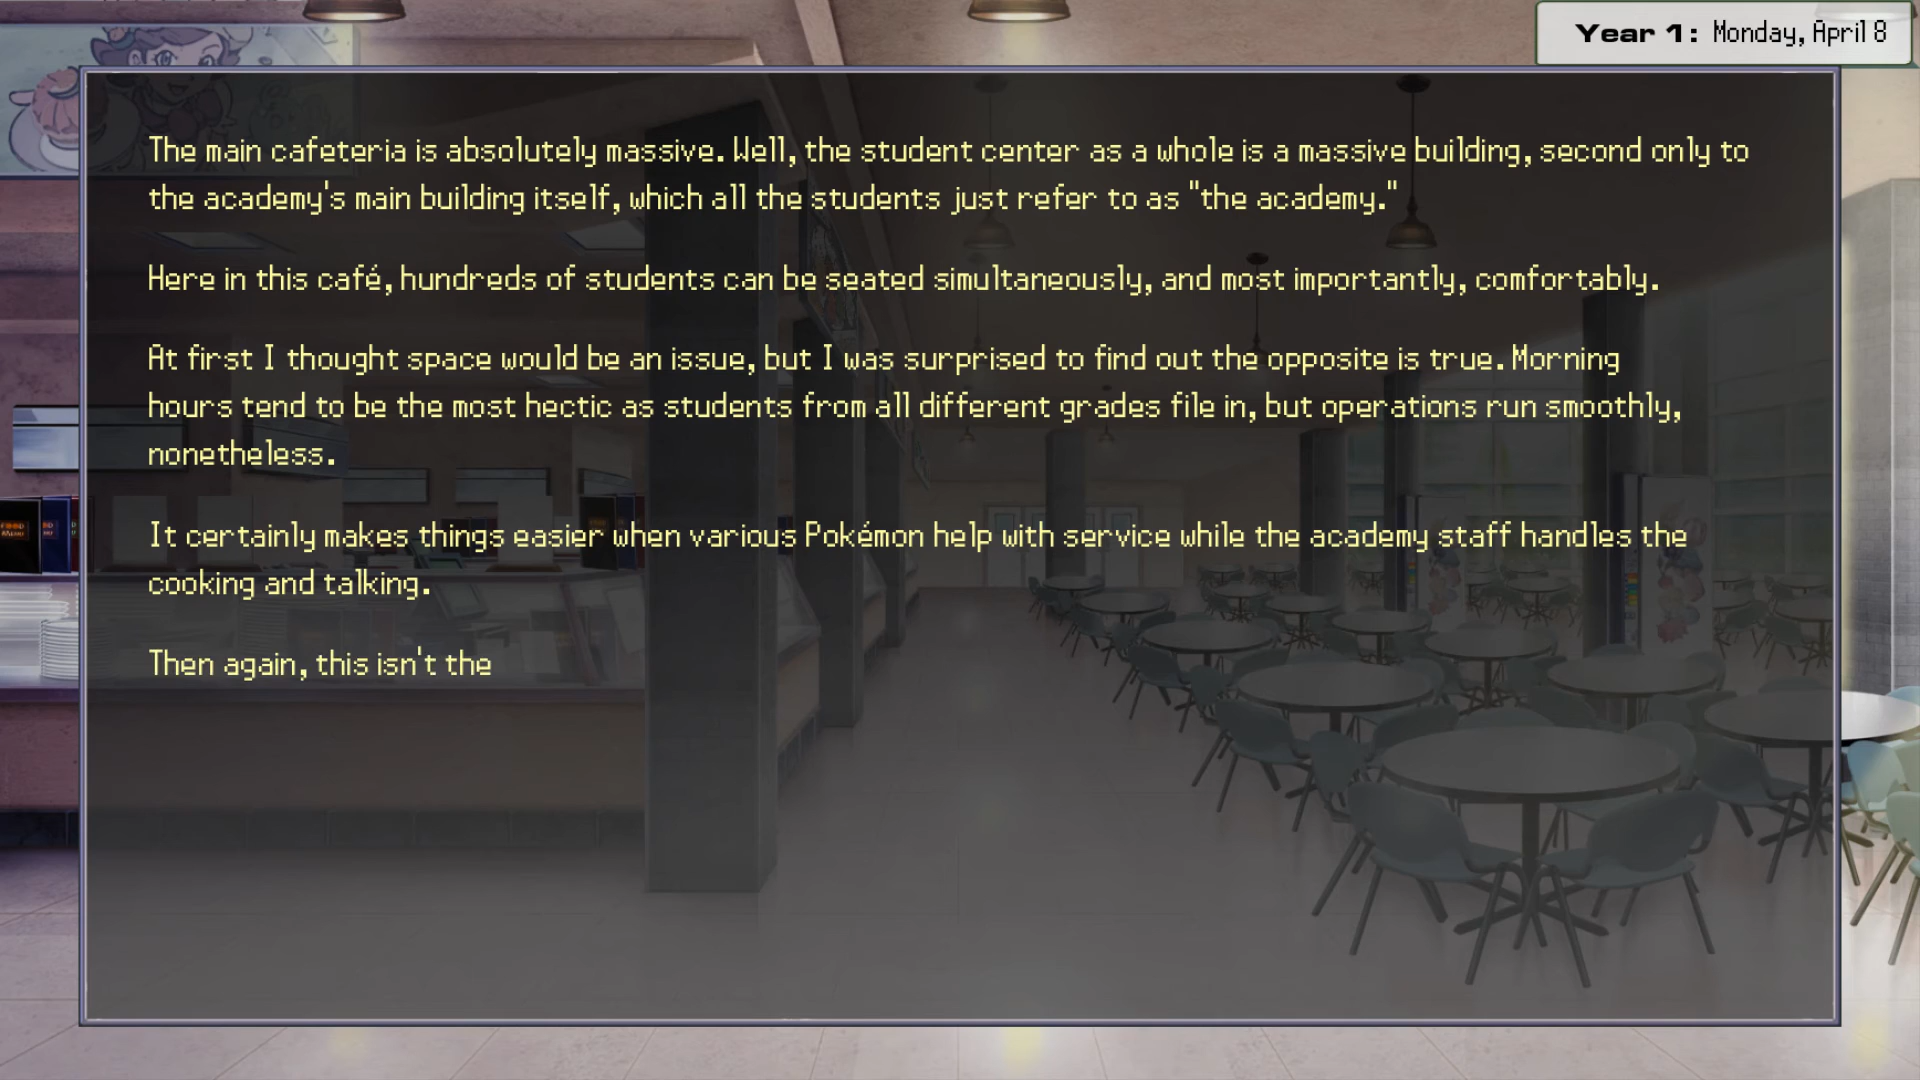 Year 1: Monday, April 8
The main cafeteria is absolutely massive. Well, the student center as a whole is a massive building, second only to
the academy's main building itself, which all the students just refer to as "the academy."
Here in this café, hundreds of students can be seated simultaneously, and most importantly, comfortably.
At first I thought space would be an issue, but I was surprised to find out the opposite is true. Morning
hours tend to be the most hectic as students from all different grades file in, but operations run smoothly,
nonetheless.
It certainly makes things easier when various Pokémon help with service while the academy staff handles the
cooking and talking.
Then again, this isn't the
FOOD
MENU